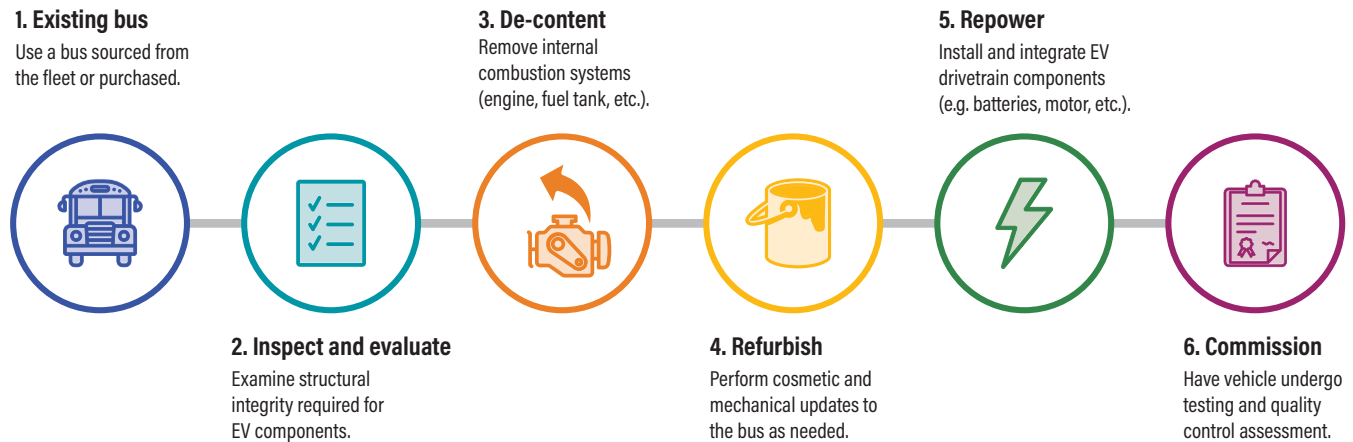 1. Existing bus
Use a bus sourced from
the fleet or purchased.
2. Inspect and evaluate
Examine structural
integrity required for
EV components.
3. De-content
Remove internal
combustion systems
(engine, fuel tank, etc.).
4. Refurbish
Perform cosmetic and
mechanical updates to
the bus as needed.
5. Repower
Install and integrate EV
drivetrain components
(e.g. batteries, motor, etc.).
6. Commission
Have vehicle undergo
testing and quality
control assessment.